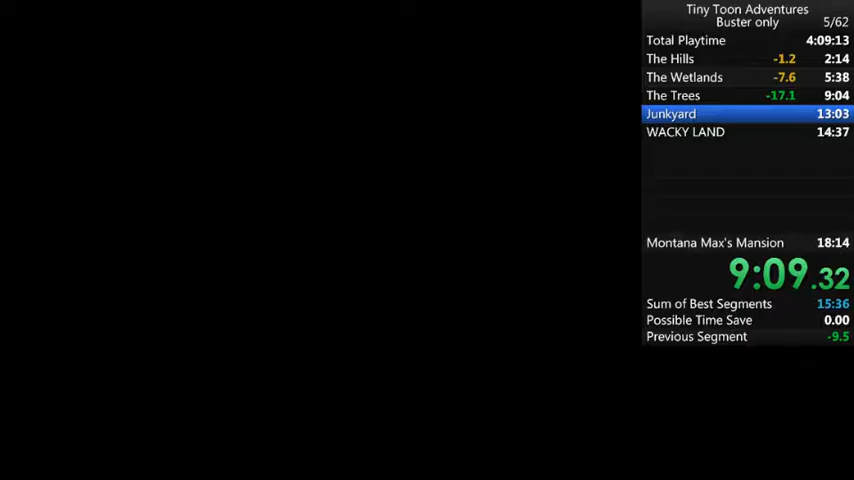 Tiny Toon Adventures
Buster only 5/62
Total Playtime 4:09:13
The Hills -1.2 2:14
The Wetlands -7.6 5:38
The Trees -17.1 9:04
Junkyard 13:03
WACKY LAND 14:37
Montana Max's Mansion 18:14
9:09.32
Sum of Best Segments 15:36
Possible Time Save 0.00
Previous Segment -9.5